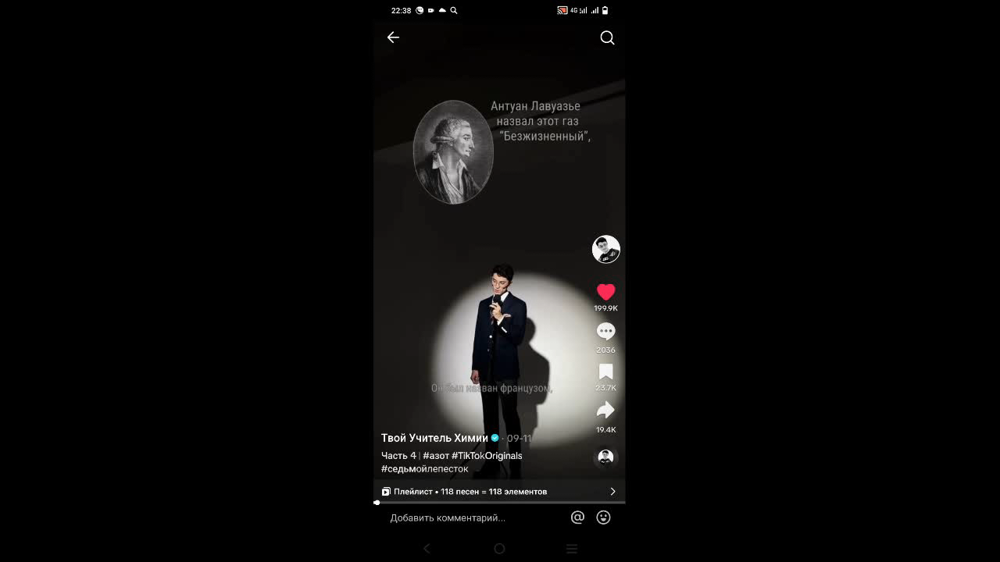 22:38
4G
Антуан Лавуазье
назвал этот газ
“Безжизненный”,
199.9K
2036
23.7K
Он был назван французом,
19.4K
Твой Учитель Химии · 09-11
Часть 4 | #азот #TikTokOriginals
#седьмойлепесток
Плейлист • 118 песен = 118 элементов
Добавить комментарий...